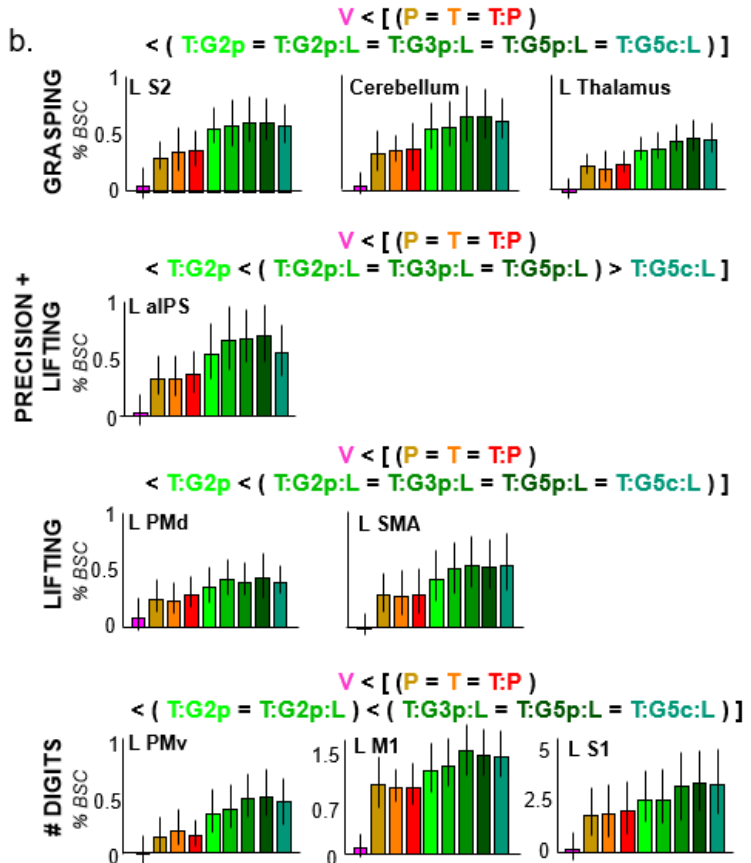 b.
V < [ (P = T = T:P )
< ( T:G2p = T:G2p:L = T:G3p:L = T:G5p:L = T:G5c:L ) ]
GRASPING
% BSC
1
0.5
0
L S2
Cerebellum
L Thalamus
V < [ (P = T = T:P )
< T:G2p < ( T:G2p:L = T:G3p:L = T:G5p:L ) > T:G5c:L ]
PRECISION +
LIFTING
% BSC
1
0.5
0
L aIPS
V < [ (P = T = T:P )
< T:G2p < ( T:G2p:L = T:G3p:L = T:G5p:L = T:G5c:L ) ]
LIFTING
% BSC
1
0.5
0
L PMd
L SMA
V < [ (P = T = T:P )
< ( T:G2p = T:G2p:L ) < ( T:G3p:L = T:G5p:L = T:G5c:L ) ]
# DIGITS
% BSC
1
0.5
0
L PMv
1.5
0.7
0
L M1
5
2.5
0
L S1